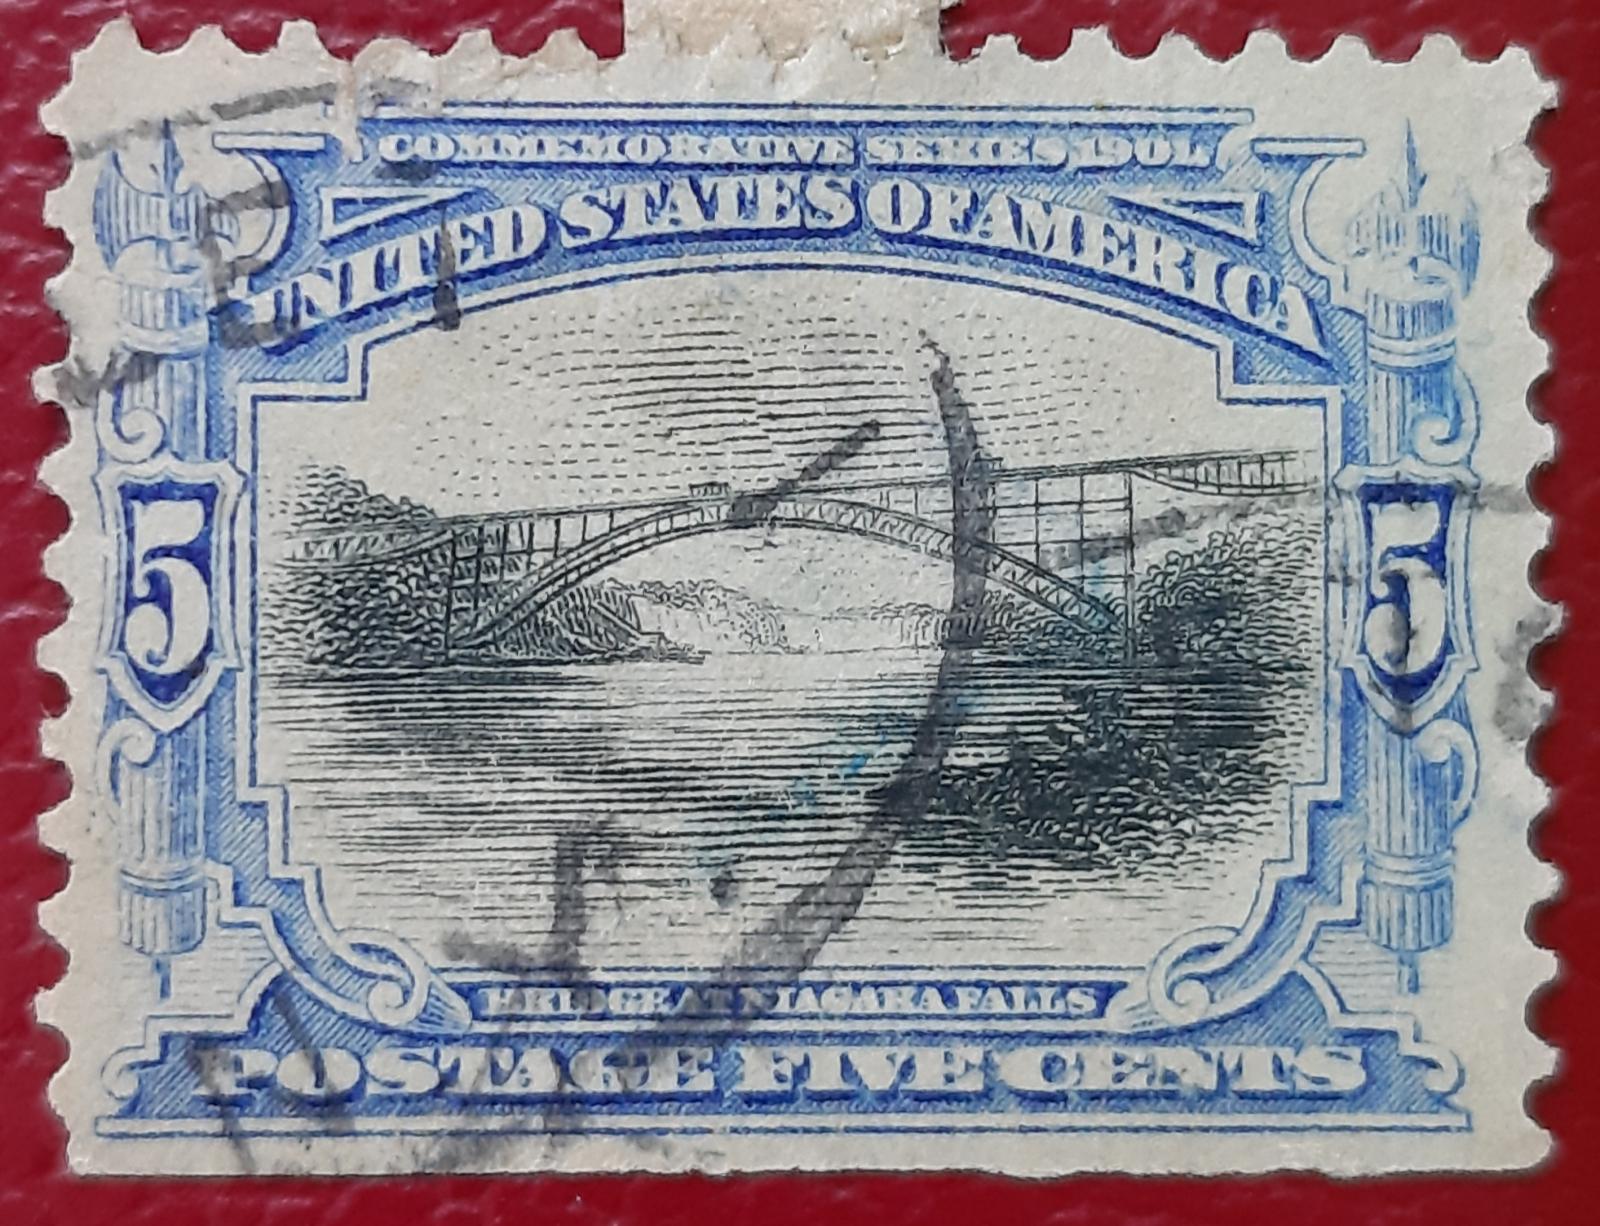 COMMEMORATIVE SERIES 1901
UNITED STATES OF AMERICA
5 5
BRIDGE AT NIAGARA FALLS
POSTAGE FIVE CENTS